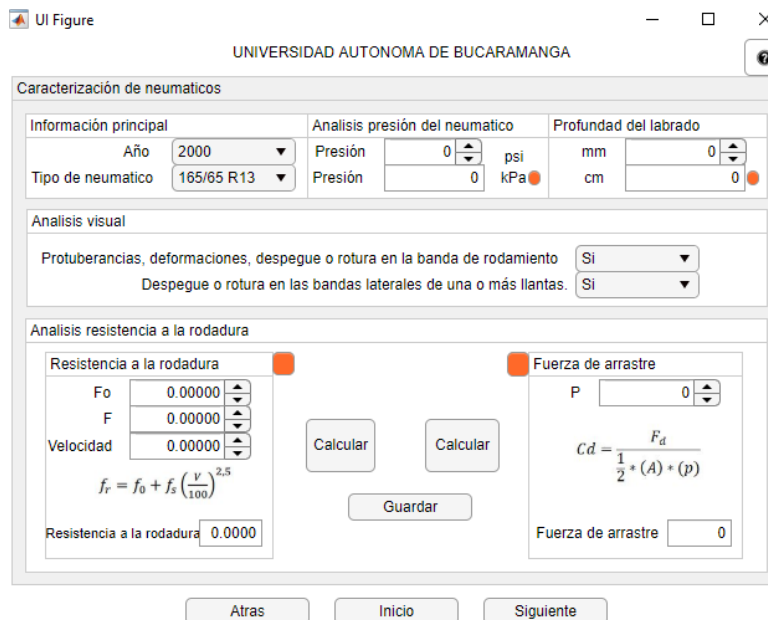 UI Figure
UNIVERSIDAD AUTONOMA DE BUCARAMANGA
Caracterización de neumaticos
Información principal
Año 2000
Tipo de neumatico 165/65 R13
Analisis presión del neumatico
Presión 0 psi
Presión 0 kPa
Profundad del labrado
mm 0
cm 0
Analisis visual
Protuberancias, deformaciones, despegue o rotura en la banda de rodamiento Si
Despegue o rotura en las bandas laterales de una o más llantas. Si
Analisis resistencia a la rodadura
Resistencia a la rodadura
Fo 0.00000
F 0.00000
Velocidad 0.00000
f_r = f_0 + f_s (V/100)^2,5
Resistencia a la rodadura 0.0000
Calcular
Calcular
Guardar
Fuerza de arrastre
P 0
Cd = F_d / (1/2 * (A) * (p))
Fuerza de arrastre 0
Atras
Inicio
Siguiente